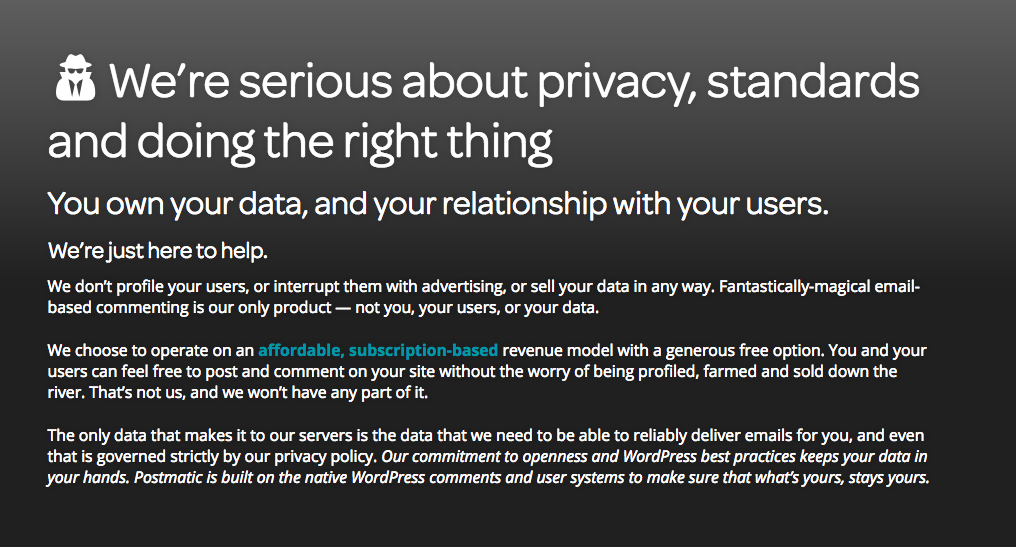 We're serious about privacy, standards
and doing the right thing
You own your data, and your relationship with your users.
We're just here to help.
We don't profile your users, or interrupt them with advertising, or sell your data in any way. Fantastically-magical email-
based commenting is our only product — not you, your users, or your data.
We choose to operate on an affordable, subscription-based revenue model with a generous free option. You and your
users can feel free to post and comment on your site without the worry of being profiled, farmed and sold down the
river. That's not us, and we won't have any part of it.
The only data that makes it to our servers is the data that we need to be able to reliably deliver emails for you, and even
that is governed strictly by our privacy policy. Our commitment to openness and WordPress best practices keeps your data in
your hands. Postmatic is built on the native WordPress comments and user systems to make sure that what's yours, stays yours.